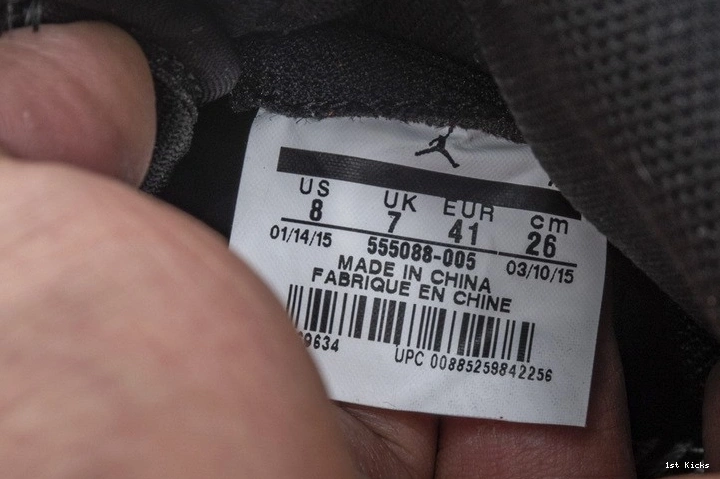 US UK EUR cm
8 7 41 26
01/14/15 555088-005 03/10/15
MADE IN CHINA
FABRIQUE EN CHINE
9634 UPC 00885259842256
1st Kicks